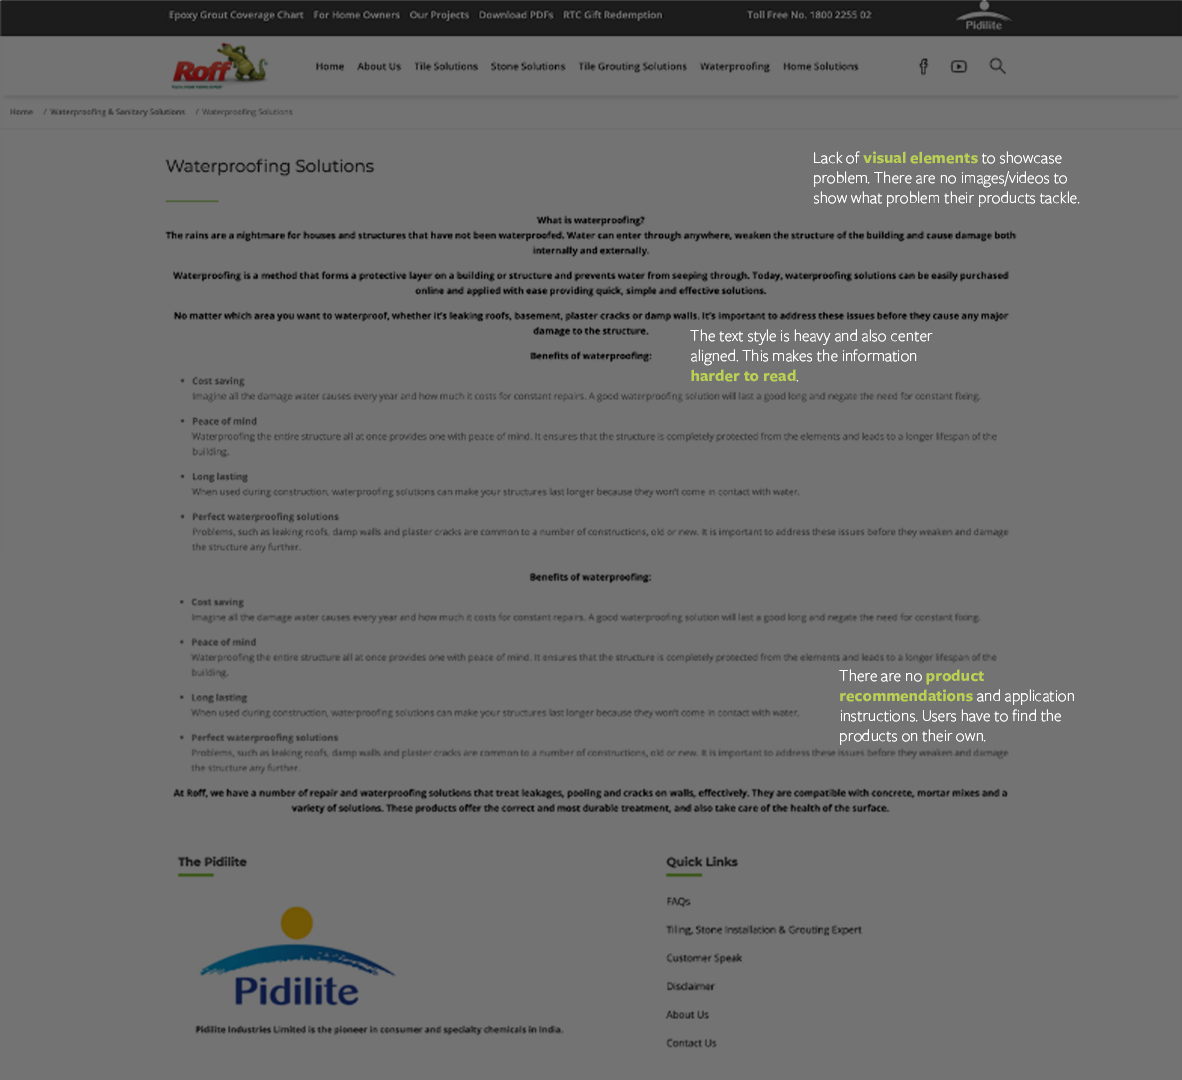 Epoxy Grout Coverage Chart For Home Owners Our Projects Download PDFs RTC Gift Redemption Toll Free No. 1800 2255 02
Pidilite
Roff
Home About Us Tile Solutions Stone Solutions Tile Grouting Solutions Waterproofing Home Solutions
Home / Waterproofing & Sanitary Solutions / Waterproofing Solutions
Waterproofing Solutions
Lack of visual elements to showcase
problem. There are no images/videos to
show what problem their products tackle.
What is waterproofing?
The rains are a nightmare for houses and structures that have not been waterproofed. Water can enter through anywhere, weaken the structure of the building and cause damage both
internally and externally.
Waterproofing is a method that forms a protective layer on a building or structure and prevents water from seeping through. Today, waterproofing solutions can be easily purchased
online and applied with ease providing quick, simple and effective solutions.
No matter which area you want to waterproof, whether it's leaking roofs, basement, plaster cracks or damp walls. It's important to address these issues before they cause any major
damage to the structure.
The text style is heavy and also center
aligned. This makes the information
harder to read.
Benefits of waterproofing:
• Cost saving
Imagine all the damage water causes every year and how much it costs for constant repairs. A good waterproofing solution will last a good long and negate the need for constant fixing.
• Peace of mind
Waterproofing the entire structure all at once provides one with peace of mind. It ensures that the structure is completely protected from the elements and leads to a longer lifespan of the
building.
• Long lasting
When used during construction, waterproofing solutions can make your structures last longer because they won't come in contact with water.
• Perfect waterproofing solutions
Problems, such as leaking roofs, damp walls and plaster cracks are common to a number of constructions, old or new. It is important to address these issues before they weaken and damage
the structure any further.
Benefits of waterproofing:
• Cost saving
Imagine all the damage water causes every year and how much it costs for constant repairs. A good waterproofing solution will last a good long and negate the need for constant fixing.
• Peace of mind
Waterproofing the entire structure all at once provides one with peace of mind. It ensures that the structure is completely protected from the elements and leads to a longer lifespan of the
building.
• Long lasting
When used during construction, waterproofing solutions can make your structures last longer because they won't come in contact with water.
• Perfect waterproofing solutions
Problems, such as leaking roofs, damp walls and plaster cracks are common to a number of constructions, old or new. It is important to address these issues before they weaken and damage
the structure any further.
There are no product
recommendations and application
instructions. Users have to find the
products on their own.
At Roff, we have a number of repair and waterproofing solutions that treat leakages, pooling and cracks on walls, effectively. They are compatible with concrete, mortar mixes and a
variety of solutions. These products offer the correct and most durable treatment, and also take care of the health of the surface.
The Pidilite
Pidilite
Pidilite Industries Limited is the pioneer in consumer and specialty chemicals in India.
Quick Links
FAQs
Tiling, Stone Installation & Grouting Expert
Customer Speak
Disclaimer
About Us
Contact Us